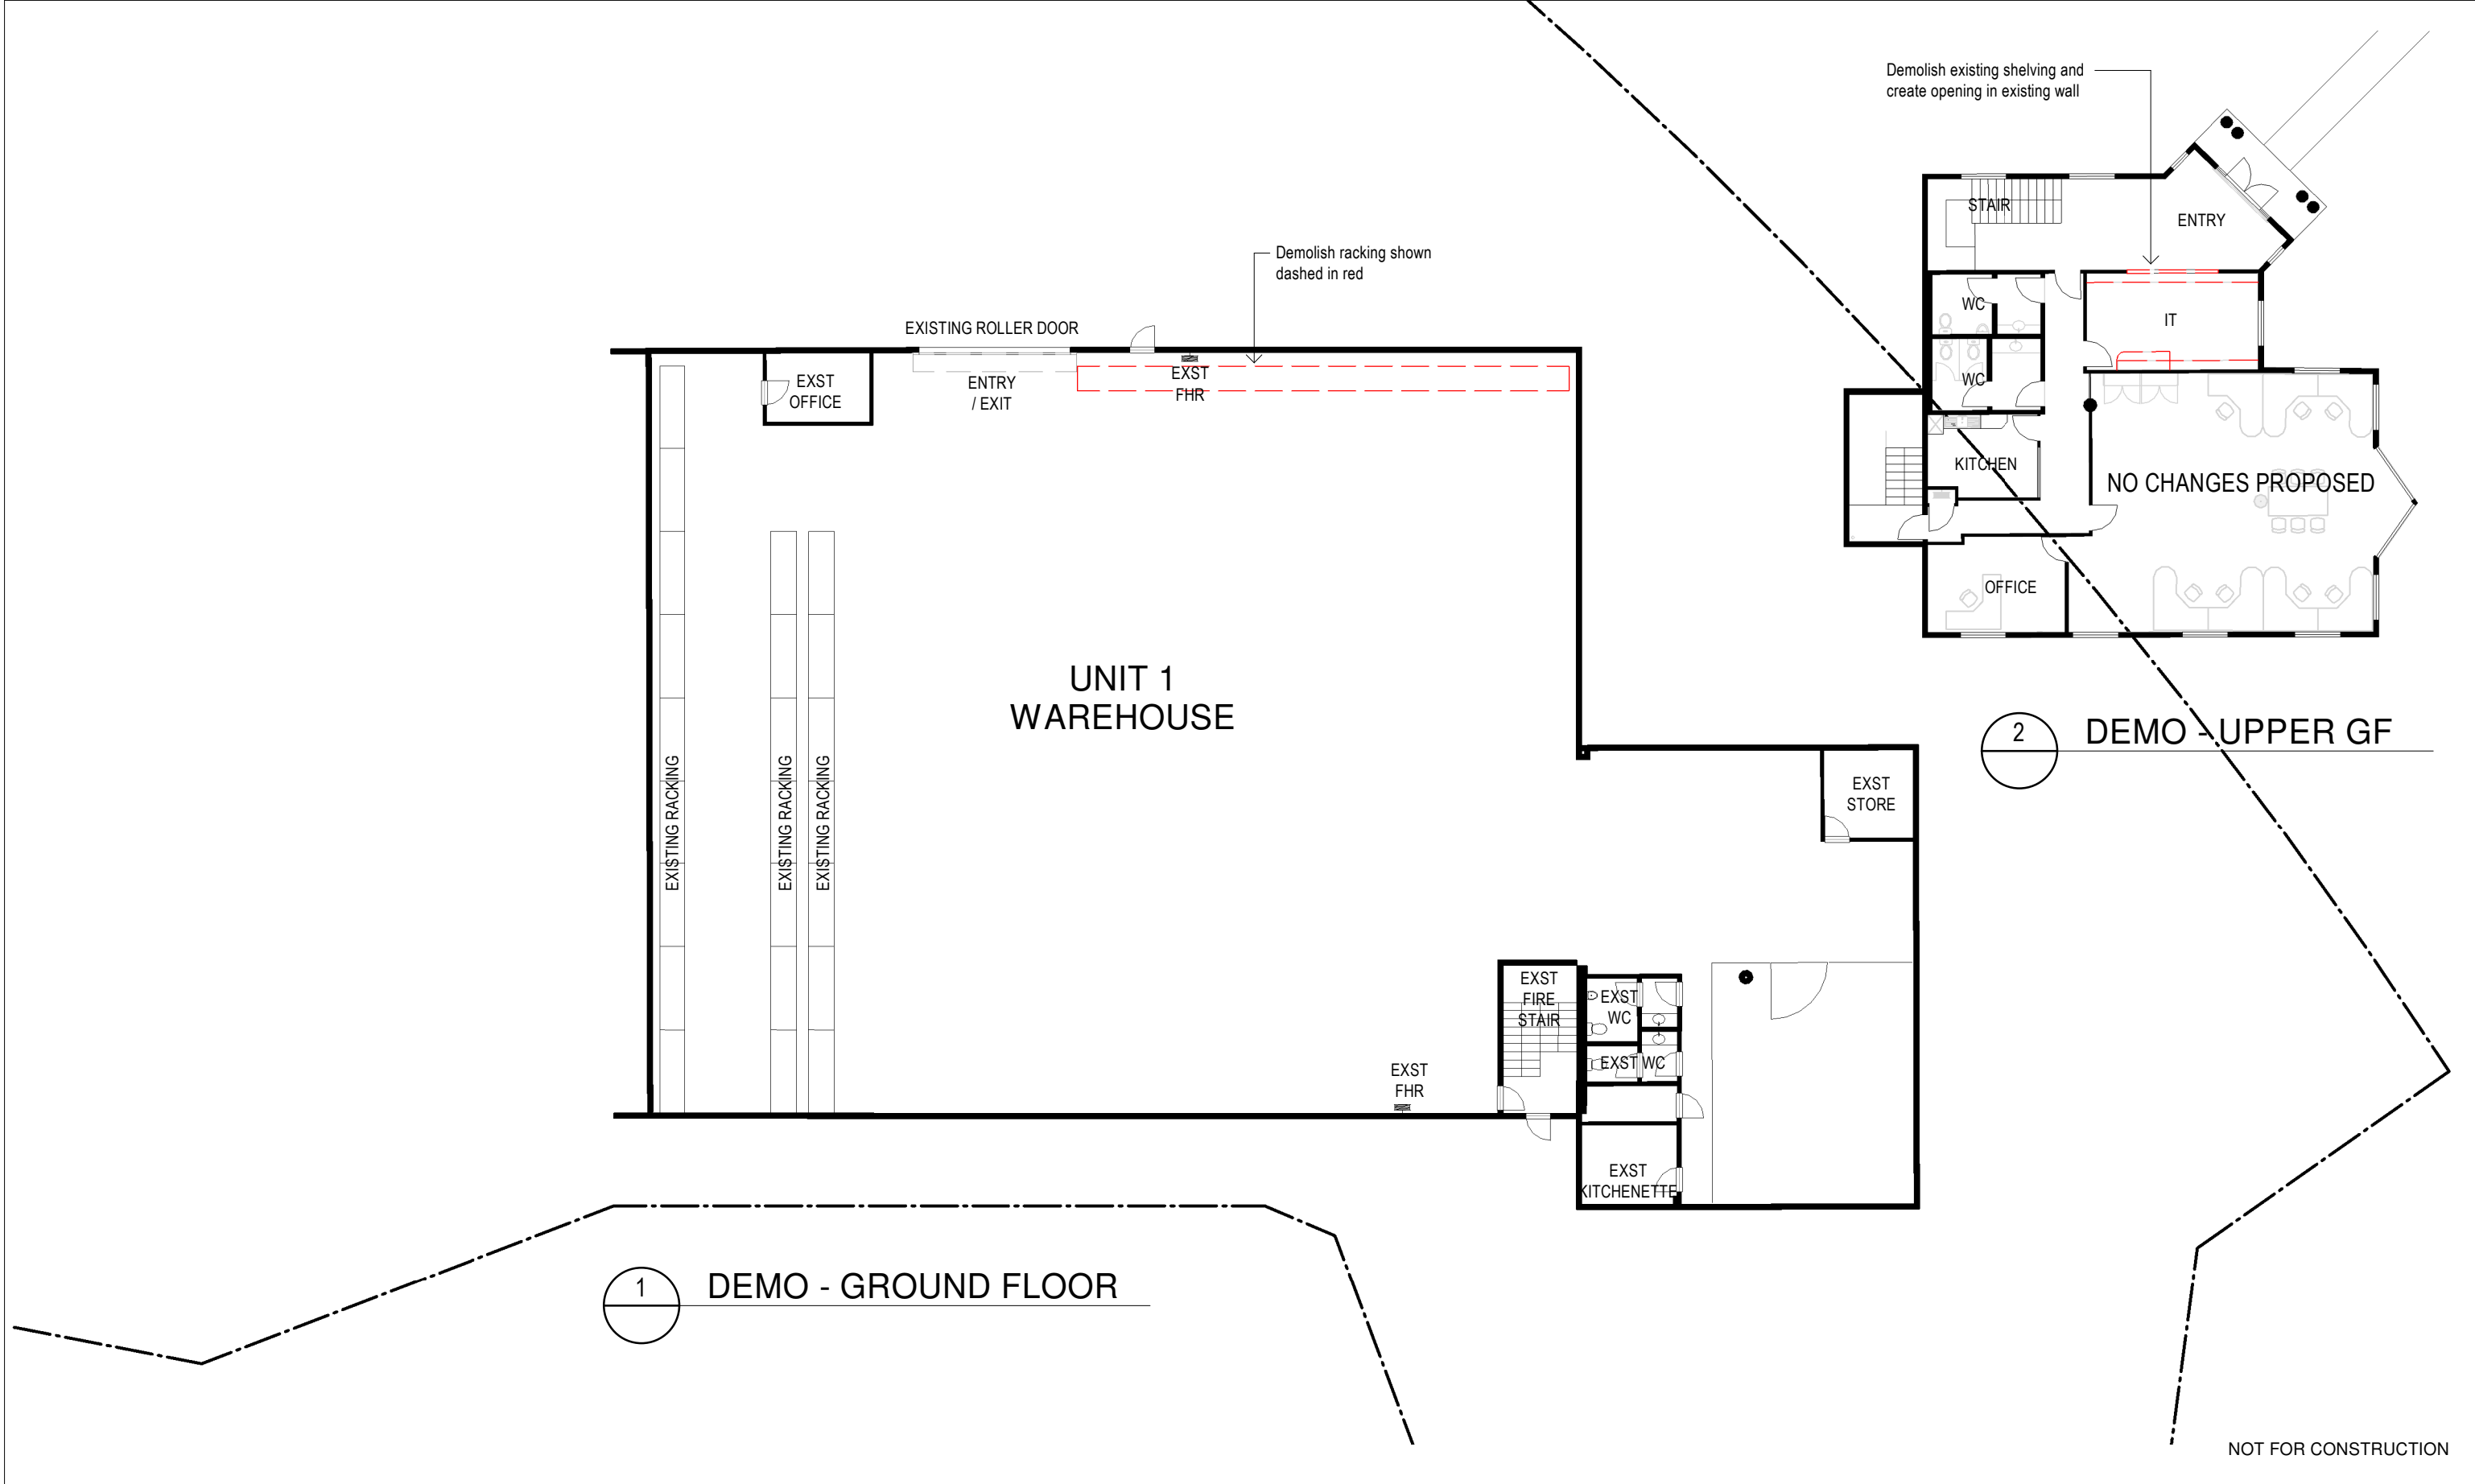 Demolish existing shelving and
create opening in existing wall
STAIR
ENTRY
WC
IT
WC
KITCHEN
NO CHANGES PROPOSED
OFFICE
2
DEMO - UPPER GF
Demolish racking shown
dashed in red
EXISTING ROLLER DOOR
EXST
OFFICE
ENTRY
/ EXIT
EXST
FHR
UNIT 1
WAREHOUSE
EXISTING RACKING
EXISTING RACKING
EXISTING RACKING
EXST
STORE
EXST
FIRE
STAIR
EXST
WC
EXST WC
EXST
FHR
EXST
KITCHENETTE
1
DEMO - GROUND FLOOR
NOT FOR CONSTRUCTION